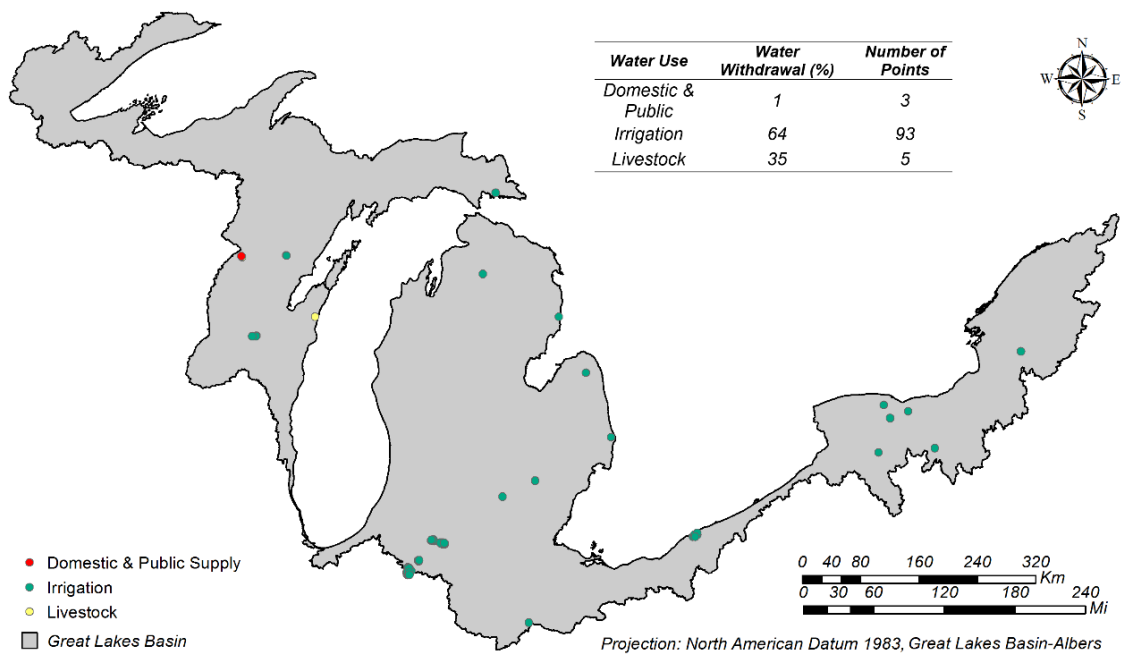 Water Use Water Withdrawal (%) Number of Points
Domestic & Public 1 3
Irrigation 64 93
Livestock 35 5
N
W E
S
Domestic & Public Supply
Irrigation
Livestock
Great Lakes Basin
0 40 80 160 240 320
Km
0 30 60 120 180 240
Mi
Projection: North American Datum 1983, Great Lakes Basin-Albers